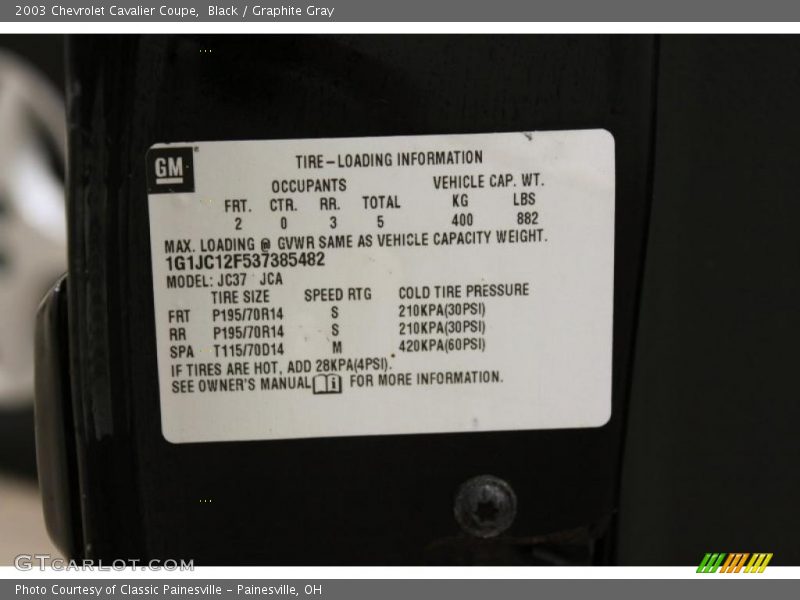 2003 Chevrolet Cavalier Coupe,  Black / Graphite Gray
GM
TIRE-LOADING INFORMATION
OCCUPANTS VEHICLE CAP. WT.
FRT. CTR. RR. TOTAL KG LBS
2 0 3 5 400 882
MAX. LOADING @ GVWR SAME AS VEHICLE CAPACITY WEIGHT.
1G1JC12F537385482
MODEL: JC37 JCA
TIRE SIZE SPEED RTG COLD TIRE PRESSURE
FRT P195/70R14 S 210KPA(30PSI)
RR P195/70R14 S 210KPA(30PSI)
SPA T115/70D14 M 420KPA(60PSI)
IF TIRES ARE HOT, ADD 28KPA(4PSI).
SEE OWNER'S MANUAL i FOR MORE INFORMATION.
GTCARLOT.COM
Photo Courtesy of Classic Painesville - Painesville, OH